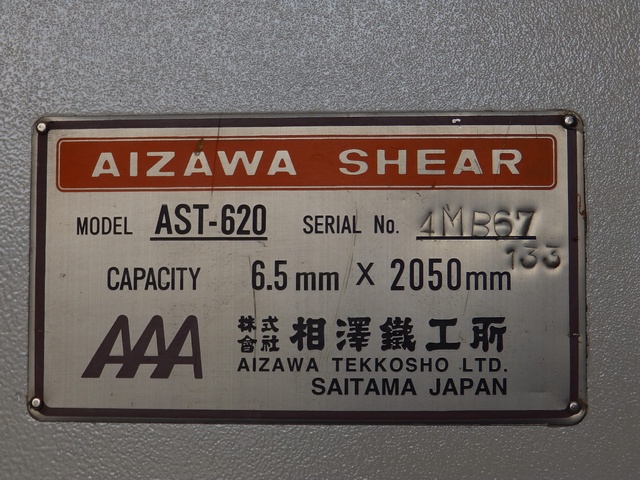 AIZAWA SHEAR
MODEL AST-620 SERIAL No. 4MB67
133
CAPACITY 6.5mm X 2050mm
AAA
株式
會社 相澤鐵工所
AIZAWA TEKKOSHO LTD.
SAITAMA JAPAN